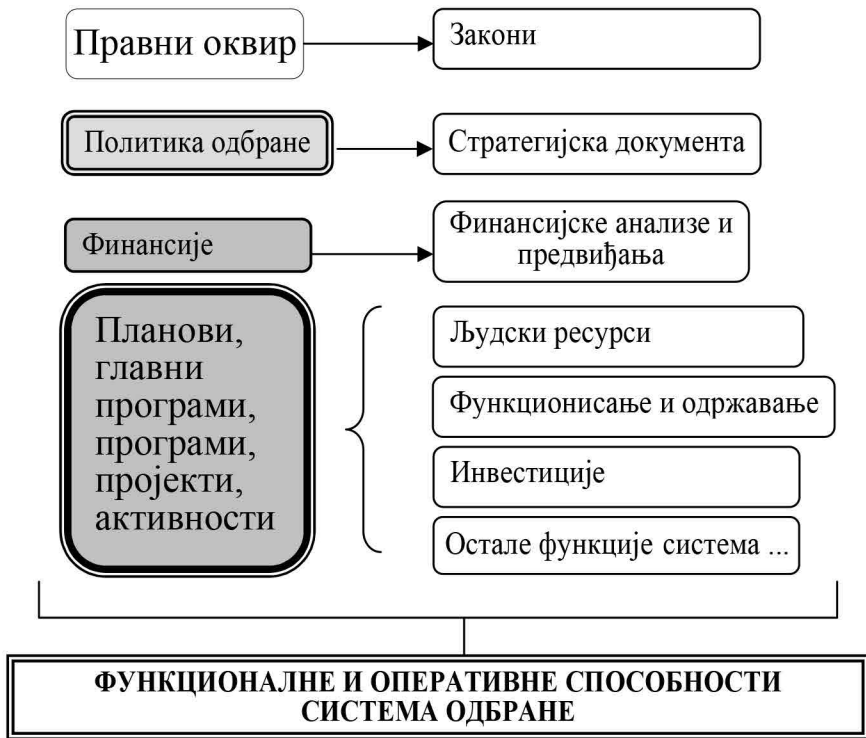 Правни оквир
Закони
Политика одбране
Стратегијска документа
Финансије
Финансијске анализе и
предвиђања
Планови,
главни
програми,
програми,
пројекти,
активности
Људски ресурси
Функционисање и одржавање
Инвестиције
Остале функције система ...
ФУНКЦИОНАЛНЕ И ОПЕРАТИВНЕ СПОСОБНОСТИ
СИСТЕМА ОДБРАНЕ